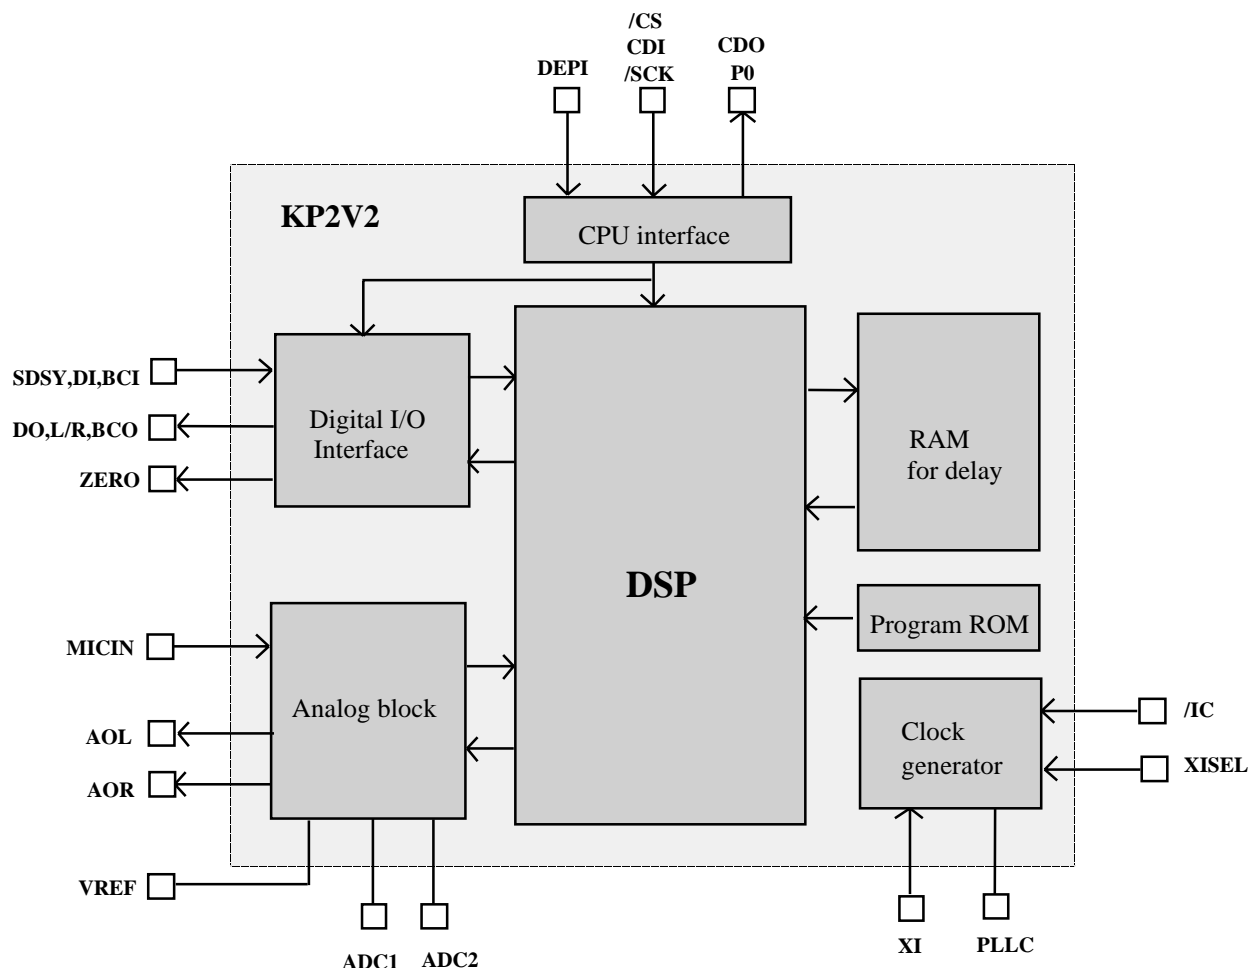 /CS
CDI
/SCK
CDO
P0
DEPI
KP2V2
CPU interface
SDSY,DI,BCI
DO,L/R,BCO
ZERO
Digital I/O
Interface
RAM
for delay
DSP
Program ROM
MICIN
AOL
AOR
Analog block
Clock
generator
/IC
XISEL
VREF
ADC1
ADC2
XI
PLLC